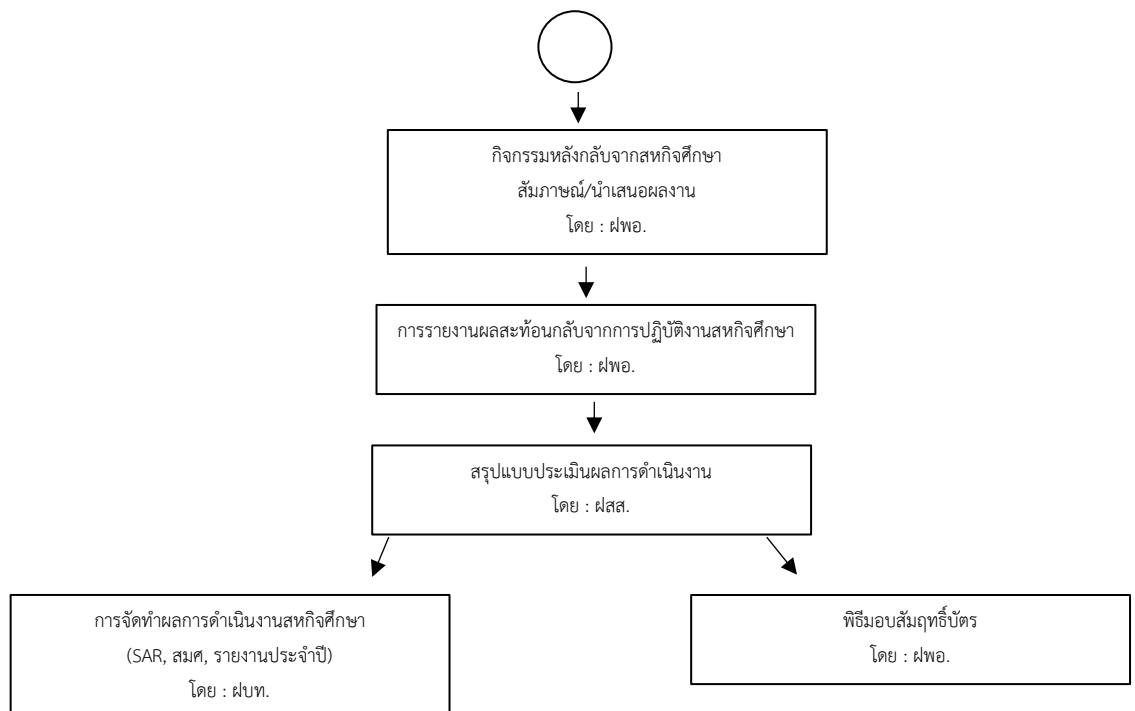 กิจกรรมหลังกลับจากสหกิจศึกษา
สัมภาษณ์/นำเสนอผลงาน
โดย : ฝพอ.
การรายงานผลสะท้อนกลับจากการปฏิบัติงานสหกิจศึกษา
โดย : ฝพอ.
สรุปแบบประเมินผลการดำเนินงาน
โดย : ฝสส.
การจัดทำผลการดำเนินงานสหกิจศึกษา
(SAR, สมศ, รายงานประจำปี)
โดย : ฝบท.
พิธีมอบสัมฤทธิ์บัตร
โดย : ฝพอ.